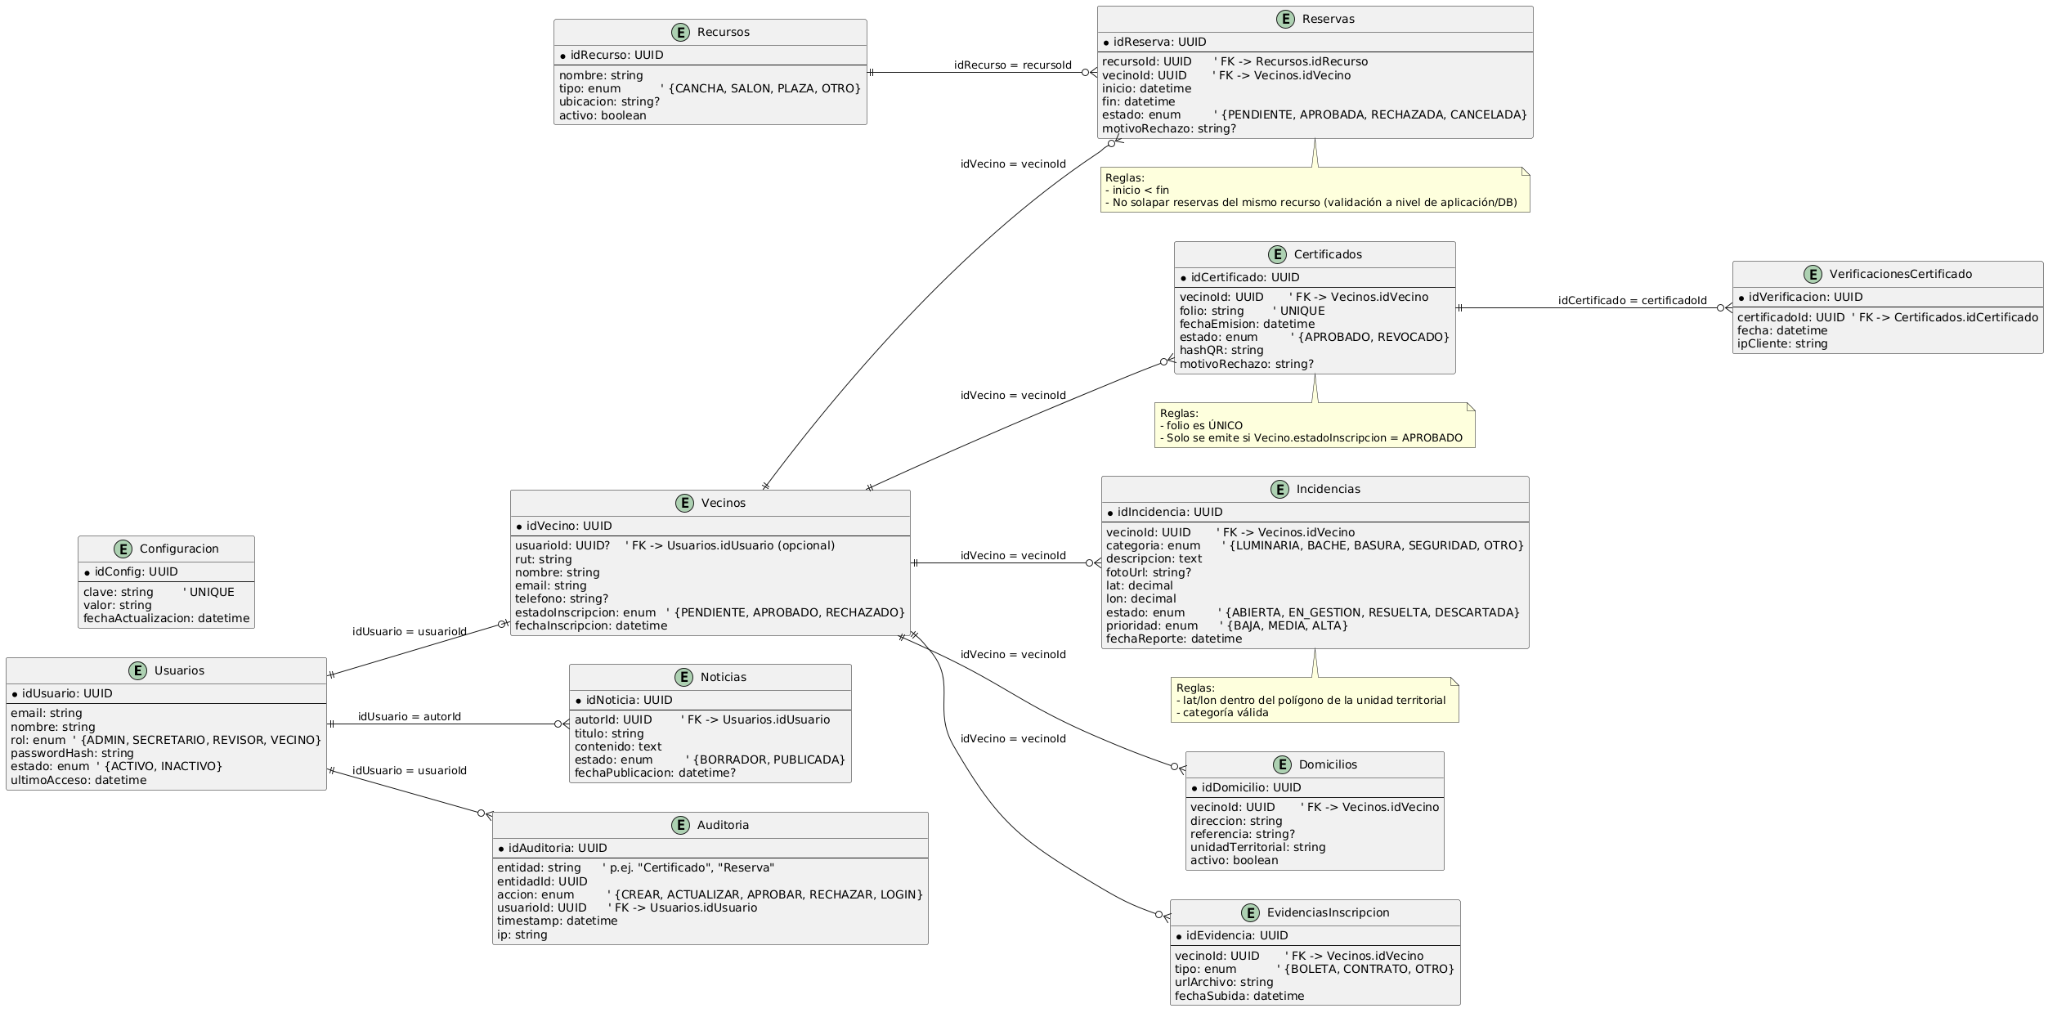 E Recursos
* idRecurso: UUID
nombre: string
tipo: enum ' {CANCHA, SALON, PLAZA, OTRO}
ubicacion: string?
activo: boolean
idRecurso = recursoId
E Reservas
* idReserva: UUID
recursoId: UUID ' FK -> Recursos.idRecurso
vecinoId: UUID ' FK -> Vecinos.idVecino
inicio: datetime
fin: datetime
estado: enum ' {PENDIENTE, APROBADA, RECHAZADA, CANCELADA}
motivoRechazo: string?
idVecino = vecinoId
Reglas:
- inicio < fin
- No solapar reservas del mismo recurso (validación a nivel de aplicación/DB)
E Certificados
* idCertificado: UUID
vecinoId: UUID ' FK -> Vecinos.idVecino
folio: string ' UNIQUE
fechaEmision: datetime
estado: enum ' {APROBADO, REVOCADO}
hashQR: string
motivoRechazo: string?
idCertificado = certificadoId
E VerificacionesCertificado
* idVerificacion: UUID
certificadoId: UUID ' FK -> Certificados.idCertificado
fecha: datetime
ipCliente: string
idVecino = vecinoId
Reglas:
- folio es ÚNICO
- Solo se emite si Vecino.estadoInscripcion = APROBADO
E Vecinos
* idVecino: UUID
usuarioId: UUID? ' FK -> Usuarios.idUsuario (opcional)
rut: string
nombre: string
email: string
telefono: string?
estadoInscripcion: enum ' {PENDIENTE, APROBADO, RECHAZADO}
fechaInscripcion: datetime
idVecino = vecinoId
E Incidencias
* idIncidencia: UUID
vecinoId: UUID ' FK -> Vecinos.idVecino
categoria: enum ' {LUMINARIA, BACHE, BASURA, SEGURIDAD, OTRO}
descripcion: text
fotoUrl: string?
lat: decimal
lon: decimal
estado: enum ' {ABIERTA, EN_GESTION, RESUELTA, DESCARTADA}
prioridad: enum ' {BAJA, MEDIA, ALTA}
fechaReporte: datetime
Reglas:
- lat/lon dentro del polígono de la unidad territorial
- categoría válida
E Configuracion
* idConfig: UUID
clave: string ' UNIQUE
valor: string
fechaActualizacion: datetime
idUsuario = usuarioId
E Usuarios
* idUsuario: UUID
email: string
nombre: string
rol: enum ' {ADMIN, SECRETARIO, REVISOR, VECINO}
passwordHash: string
estado: enum ' {ACTIVO, INACTIVO}
ultimoAcceso: datetime
idUsuario = autorId
E Noticias
* idNoticia: UUID
autorId: UUID ' FK -> Usuarios.idUsuario
titulo: string
contenido: text
estado: enum ' {BORRADOR, PUBLICADA}
fechaPublicacion: datetime?
idUsuario = usuarioId
E Auditoria
* idAuditoria: UUID
entidad: string ' p.ej. "Certificado", "Reserva"
entidadId: UUID
accion: enum ' {CREAR, ACTUALIZAR, APROBAR, RECHAZAR, LOGIN}
usuarioId: UUID ' FK -> Usuarios.idUsuario
timestamp: datetime
ip: string
idVecino = vecinoId
E Domicilios
* idDomicilio: UUID
vecinoId: UUID ' FK -> Vecinos.idVecino
direccion: string
referencia: string?
unidadTerritorial: string
activo: boolean
idVecino = vecinoId
E EvidenciasInscripcion
* idEvidencia: UUID
vecinoId: UUID ' FK -> Vecinos.idVecino
tipo: enum ' {BOLETA, CONTRATO, OTRO}
urlArchivo: string
fechaSubida: datetime